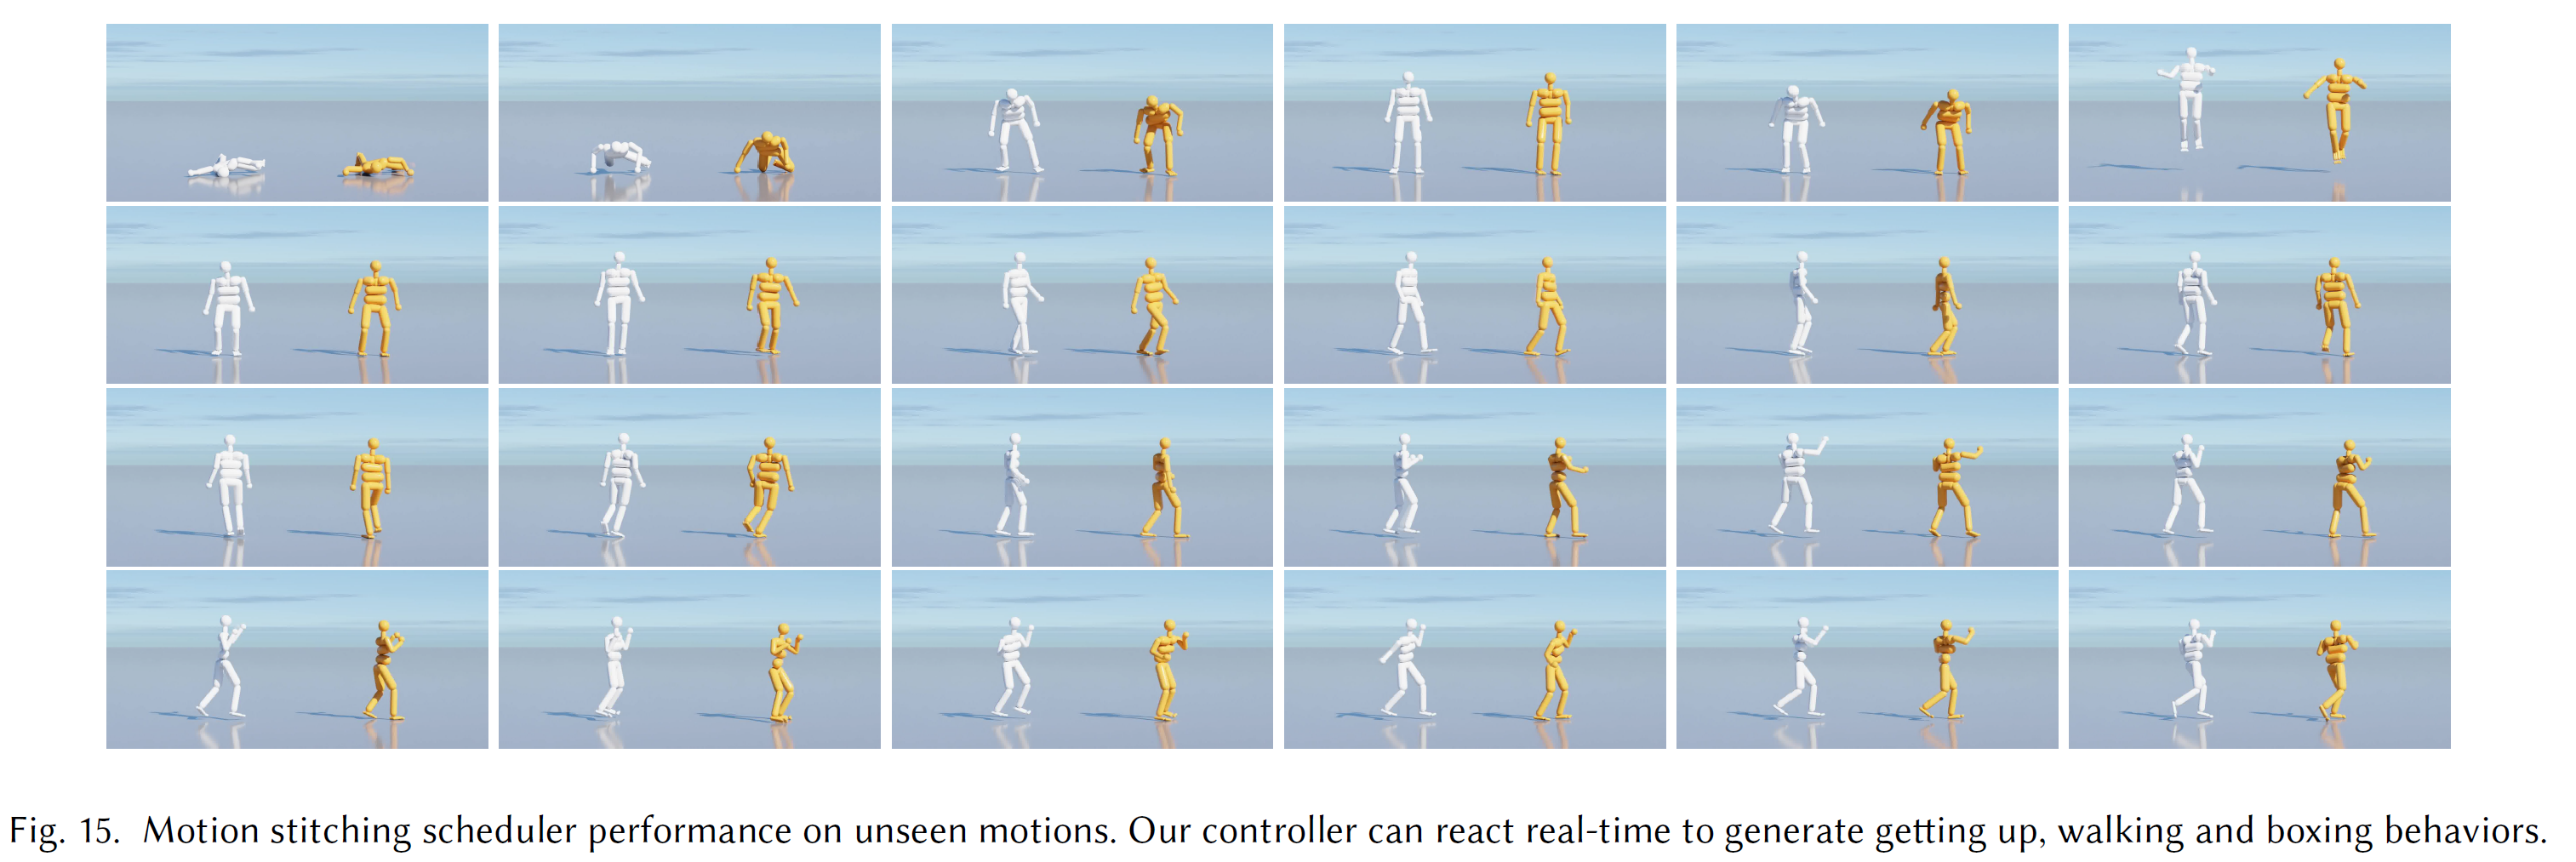 Fig. 15. Motion stitching scheduler performance on unseen motions. Our controller can react real-time to generate getting up, walking and boxing behaviors.